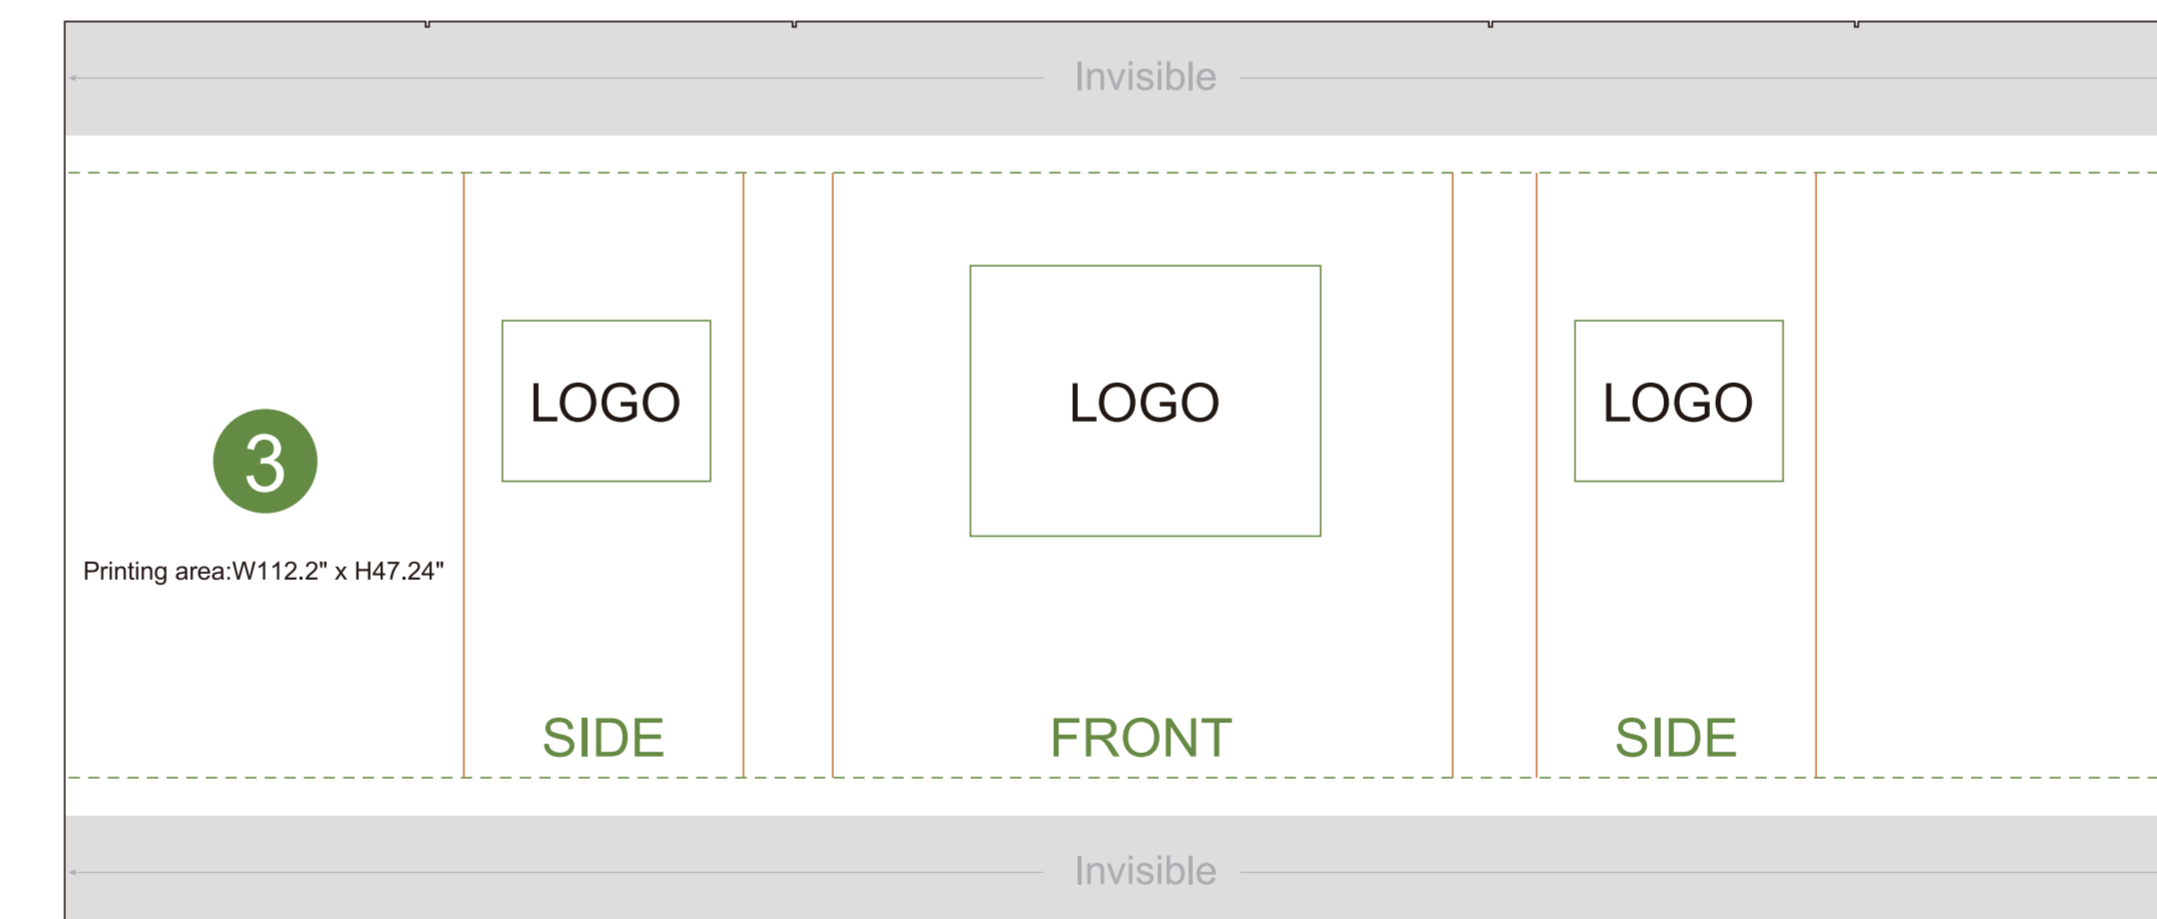 Invisible
LOGO
LOGO
LOGO
3
Printing area:W112.2" x H47.24"
SIDE
FRONT
SIDE
Invisible